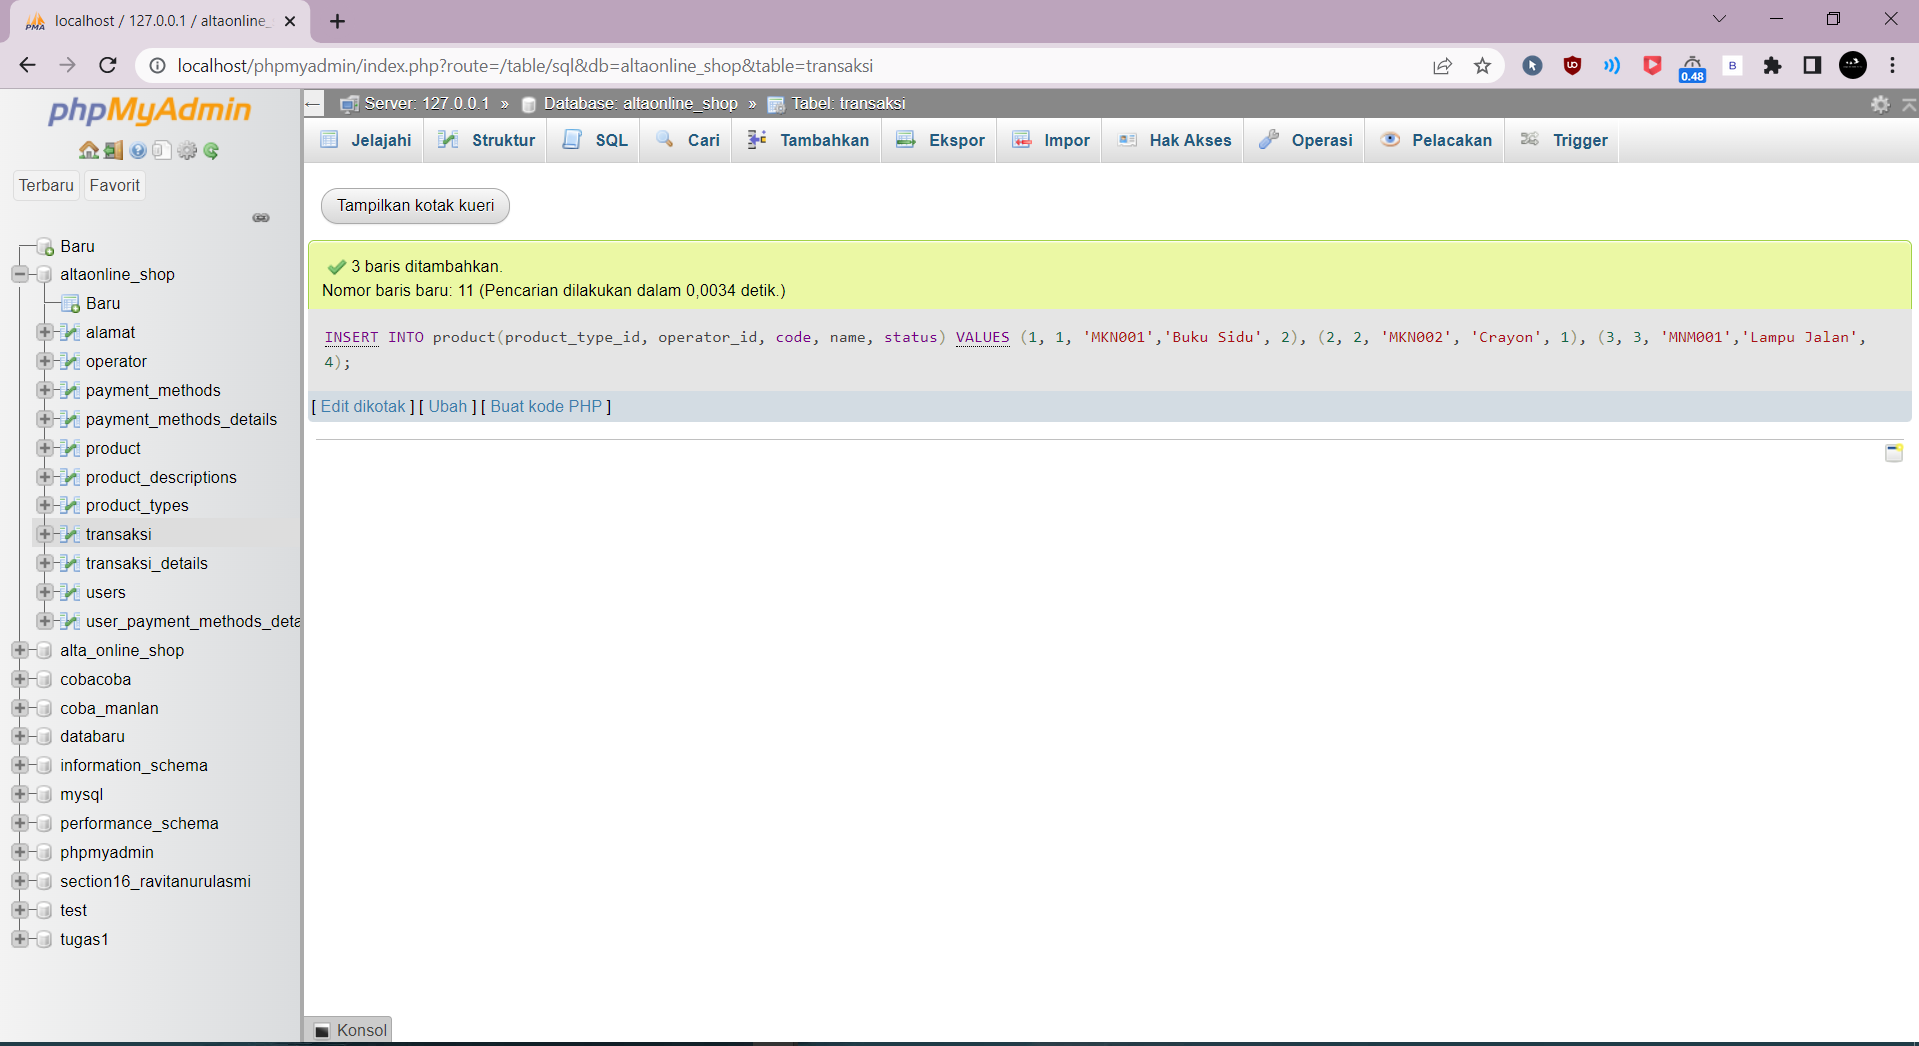 localhost / 127.0.0.1 / altaonline_
localhost/phpmyadmin/index.php?route=/table/sql&db=altaonline_shop&table=transaksi
0.48
B
phpMyAdmin
Terbaru
Favorit
Baru
altaonline_shop
Baru
alamat
operator
payment_methods
payment_methods_details
product
product_descriptions
product_types
transaksi
transaksi_details
users
user_payment_methods_deta
alta_online_shop
cobacoba
coba_manlan
databaru
information_schema
mysql
performance_schema
phpmyadmin
section16_ravitanurulasmi
test
tugas1
Server: 127.0.0.1 » Database: altaonline_shop » Tabel: transaksi
Jelajahi Struktur SQL Cari Tambahkan Ekspor Impor Hak Akses Operasi Pelacakan Trigger
Tampilkan kotak kueri
3 baris ditambahkan.
Nomor baris baru: 11 (Pencarian dilakukan dalam 0,0034 detik.)
INSERT INTO product(product_type_id, operator_id, code, name, status) VALUES (1, 1, 'MKN001','Buku Sidu', 2), (2, 2, 'MKN002', 'Crayon', 1), (3, 3, 'MNM001','Lampu Jalan',
4);
[ Edit dikotak ] [ Ubah ] [ Buat kode PHP ]
Konsol